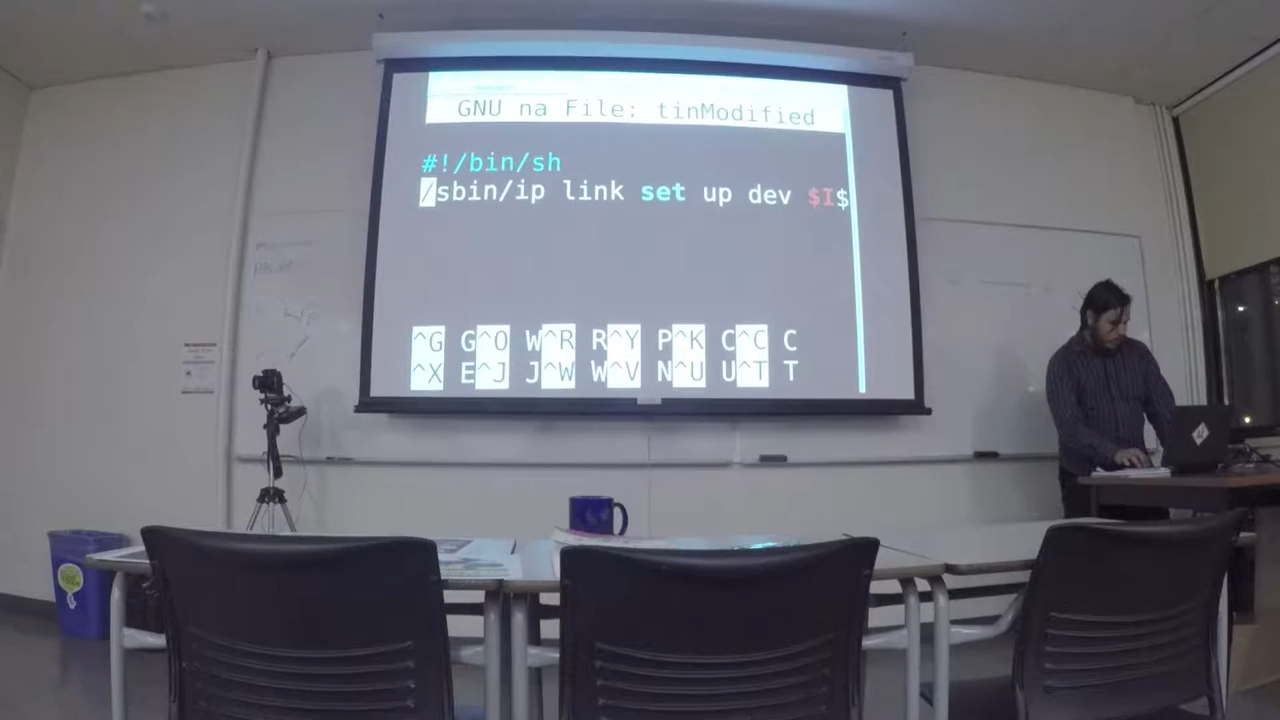 GNU na File: tinModified
#!/bin/sh
/sbin/ip link set up dev $I$
^G G^O W^R R^Y P^K C^C C
^X E^J J^W W^V N^U U^T T